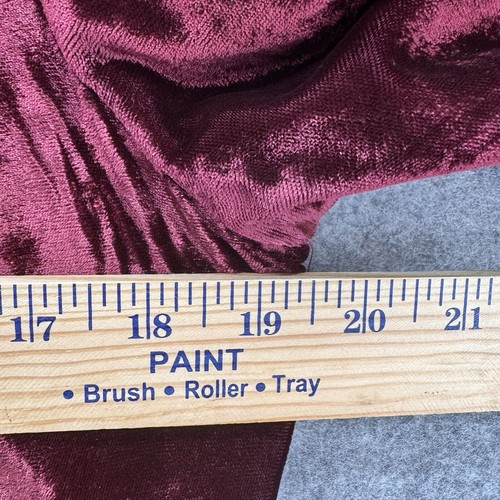 17 18 19 20 21
PAINT
• Brush • Roller • Tray